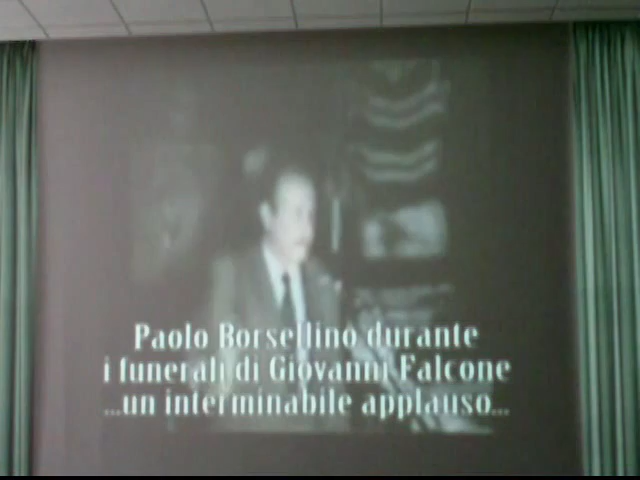 Paolo Borsellino durante
i funerali di Giovanni Falcone
...un interminabile applauso...